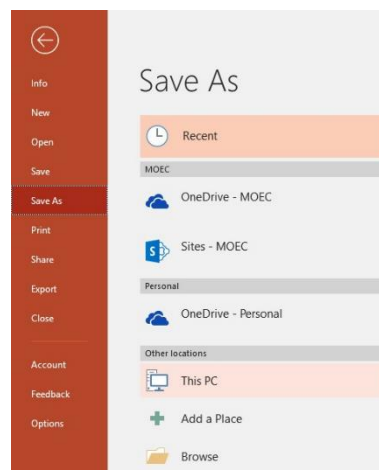 Info
New
Open
Save
Save As
Print
Share
Export
Close
Account
Feedback
Options
Save As
Recent
MOEC
OneDrive - MOEC
S
Sites - MOEC
Personal
OneDrive - Personal
Other locations
This PC
Add a Place
Browse